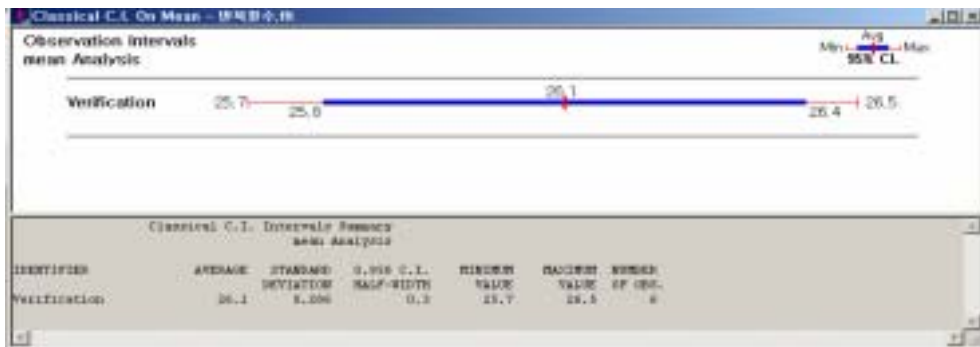 Classical C.I. On Mean -
Observation Intervals
mean Analysis
Min Avg Max
95% CL
Verification 25.7 25.8 26.1 26.4 26.5
Classical C.I. Intervals Summary
mean Analysis
IDENTIFIER AVERAGE STANDARD 0.950 C.I. MINIMUM MAXIMUM NUMBER
DEVIATION HALF-WIDTH VALUE VALUE OF OBS.
Verification 26.1 0.3 25.7 26.5